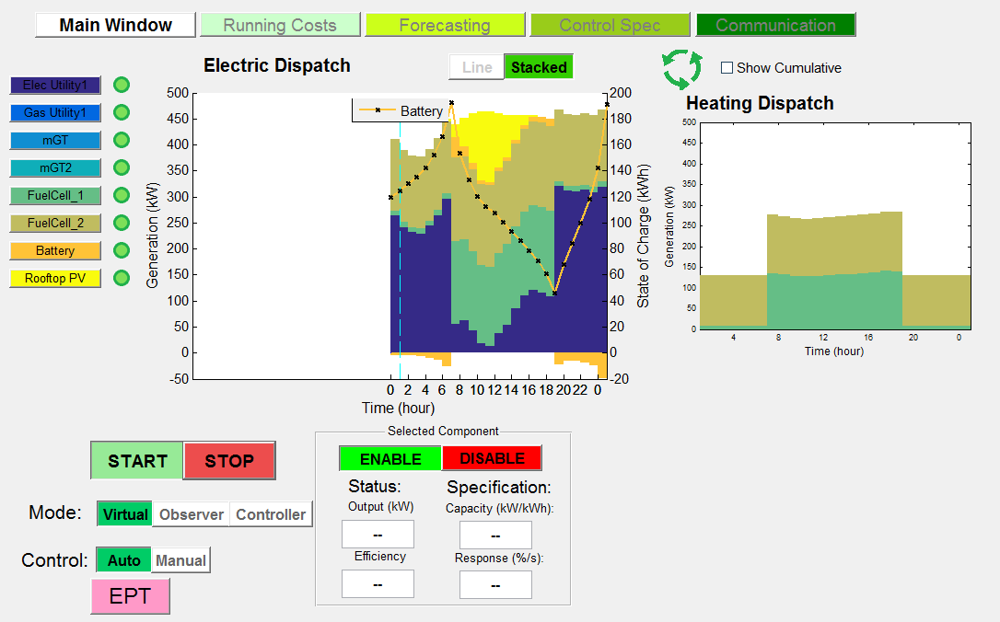 Main Window
Running Costs
Forecasting
Control Spec
Communication
Electric Dispatch
Line
Stacked
Show Cumulative
Heating Dispatch
Elec Utility1
Gas Utility1
mGT
mGT2
FuelCell_1
FuelCell_2
Battery
Rooftop PV
Generation (kW)
500
450
400
350
300
250
200
150
100
50
0
-50
Battery
200
180
160
140
120
100
80
60
40
20
0
-20
State of Charge (kWh)
0 2 4 6 8 10 12 14 16 18 20 22 0
Time (hour)
Generation (kW)
500
450
400
350
300
250
200
150
100
50
0
4 8 12 16 20 0
Time (hour)
START
STOP
Mode:
Virtual
Observer
Controller
Control:
Auto
Manual
EPT
Selected Component
ENABLE
DISABLE
Status:
Specification:
Output (kW)
Capacity (kW/kWh):
--
--
Efficiency
Response (%/s):
--
--